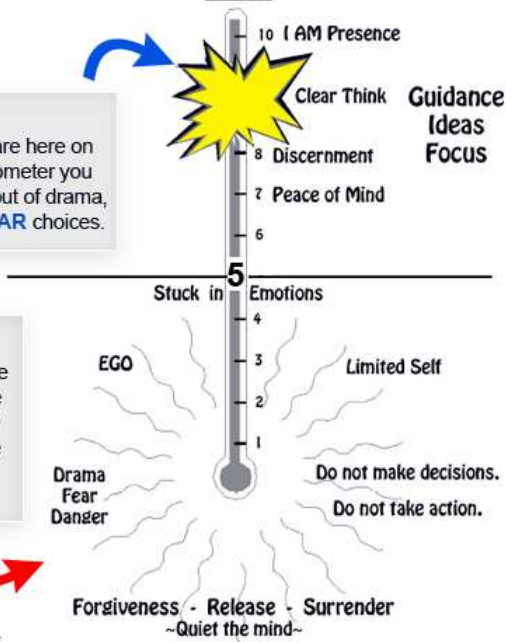 10 I AM Presence
Clear Think
Guidance
Ideas
Focus
are here on
ometer you
out of drama,
AR choices.
8 Discernment
7 Peace of Mind
6
5
Stuck in Emotions
4
EGO
3
Limited Self
2
1
Drama
Fear
Danger
Do not make decisions.
Do not take action.
Forgiveness - Release - Surrender
~Quiet the mind~